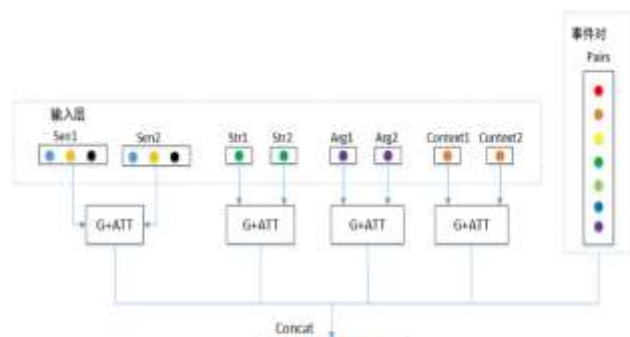 事件对
Pairs
输入层
Sen1 Sen2 Str1 Str2 Arg1 Arg2 Context1 Context2
G+ATT G+ATT G+ATT G+ATT
Concat